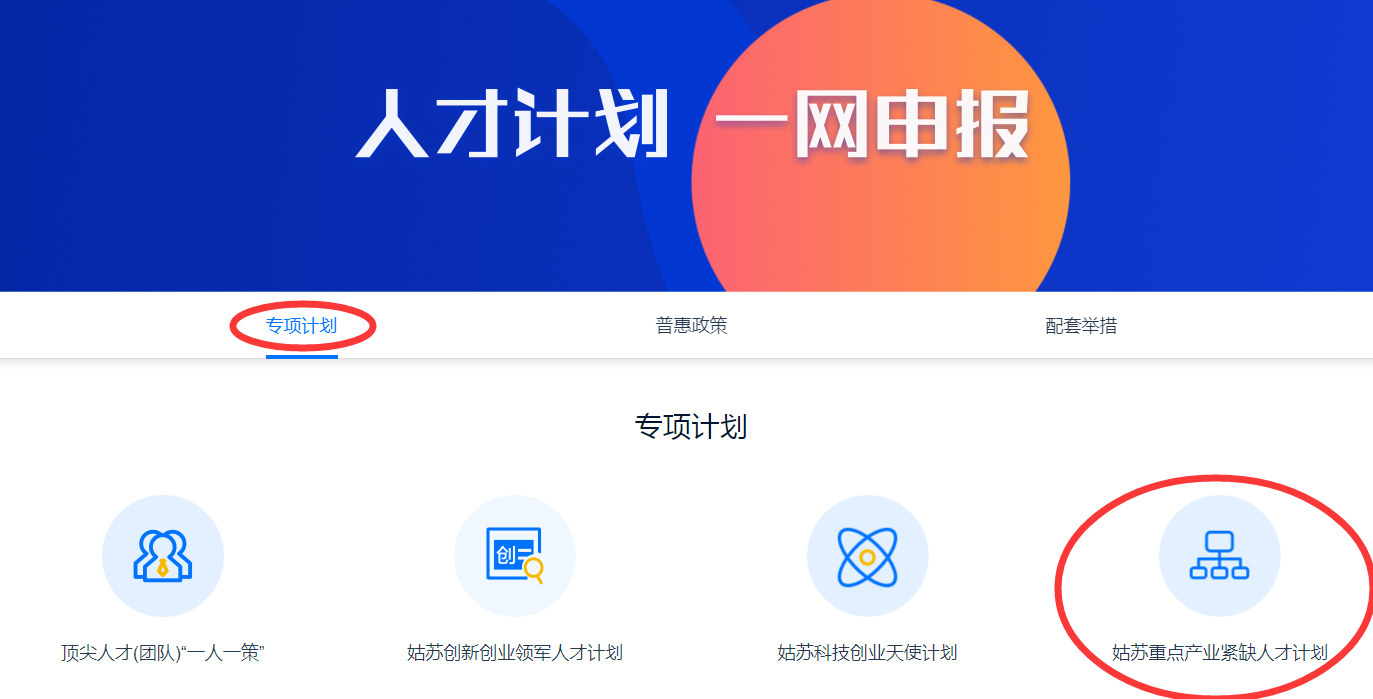 人才计划 一网申报
专项计划 普惠政策 配套举措
专项计划
创
顶尖人才(团队)“一人一策” 姑苏创新创业领军人才计划 姑苏科技创业天使计划 姑苏重点产业紧缺人才计划